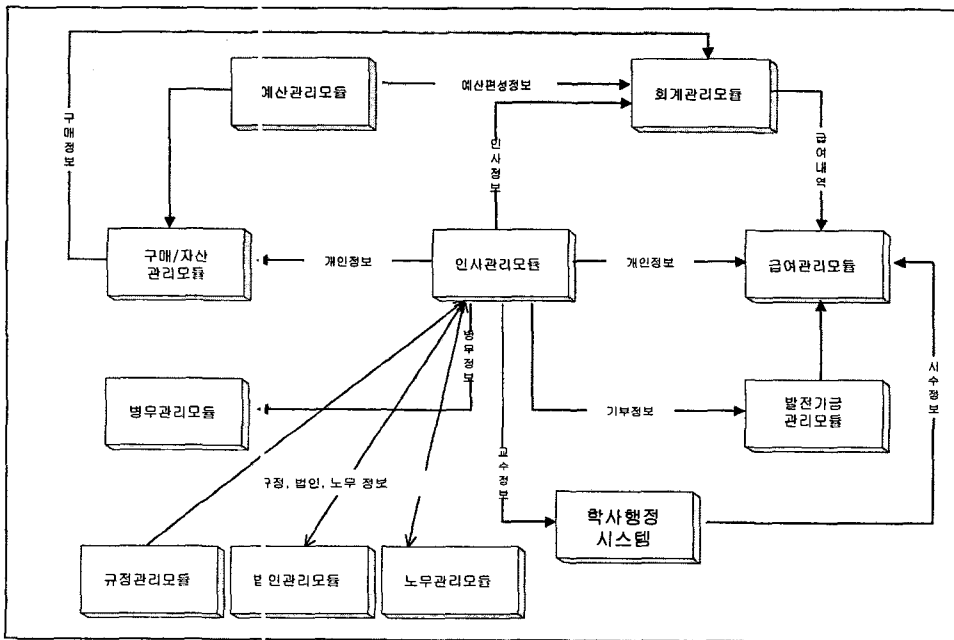 예산관리모듈
예산편성정보
회계관리모듈
구매정보
인사정보
급여내역
구매/자산
관리모듈
개인정보
인사관리모듈
개인정보
급여관리모듈
병무정보
시수정보
병무관리모듈
기부정보
발전기금
관리모듈
교수정보
규정, 법인, 노무 정보
학사행정
시스템
규정관리모듈
법인관리모듈
노무관리모듈